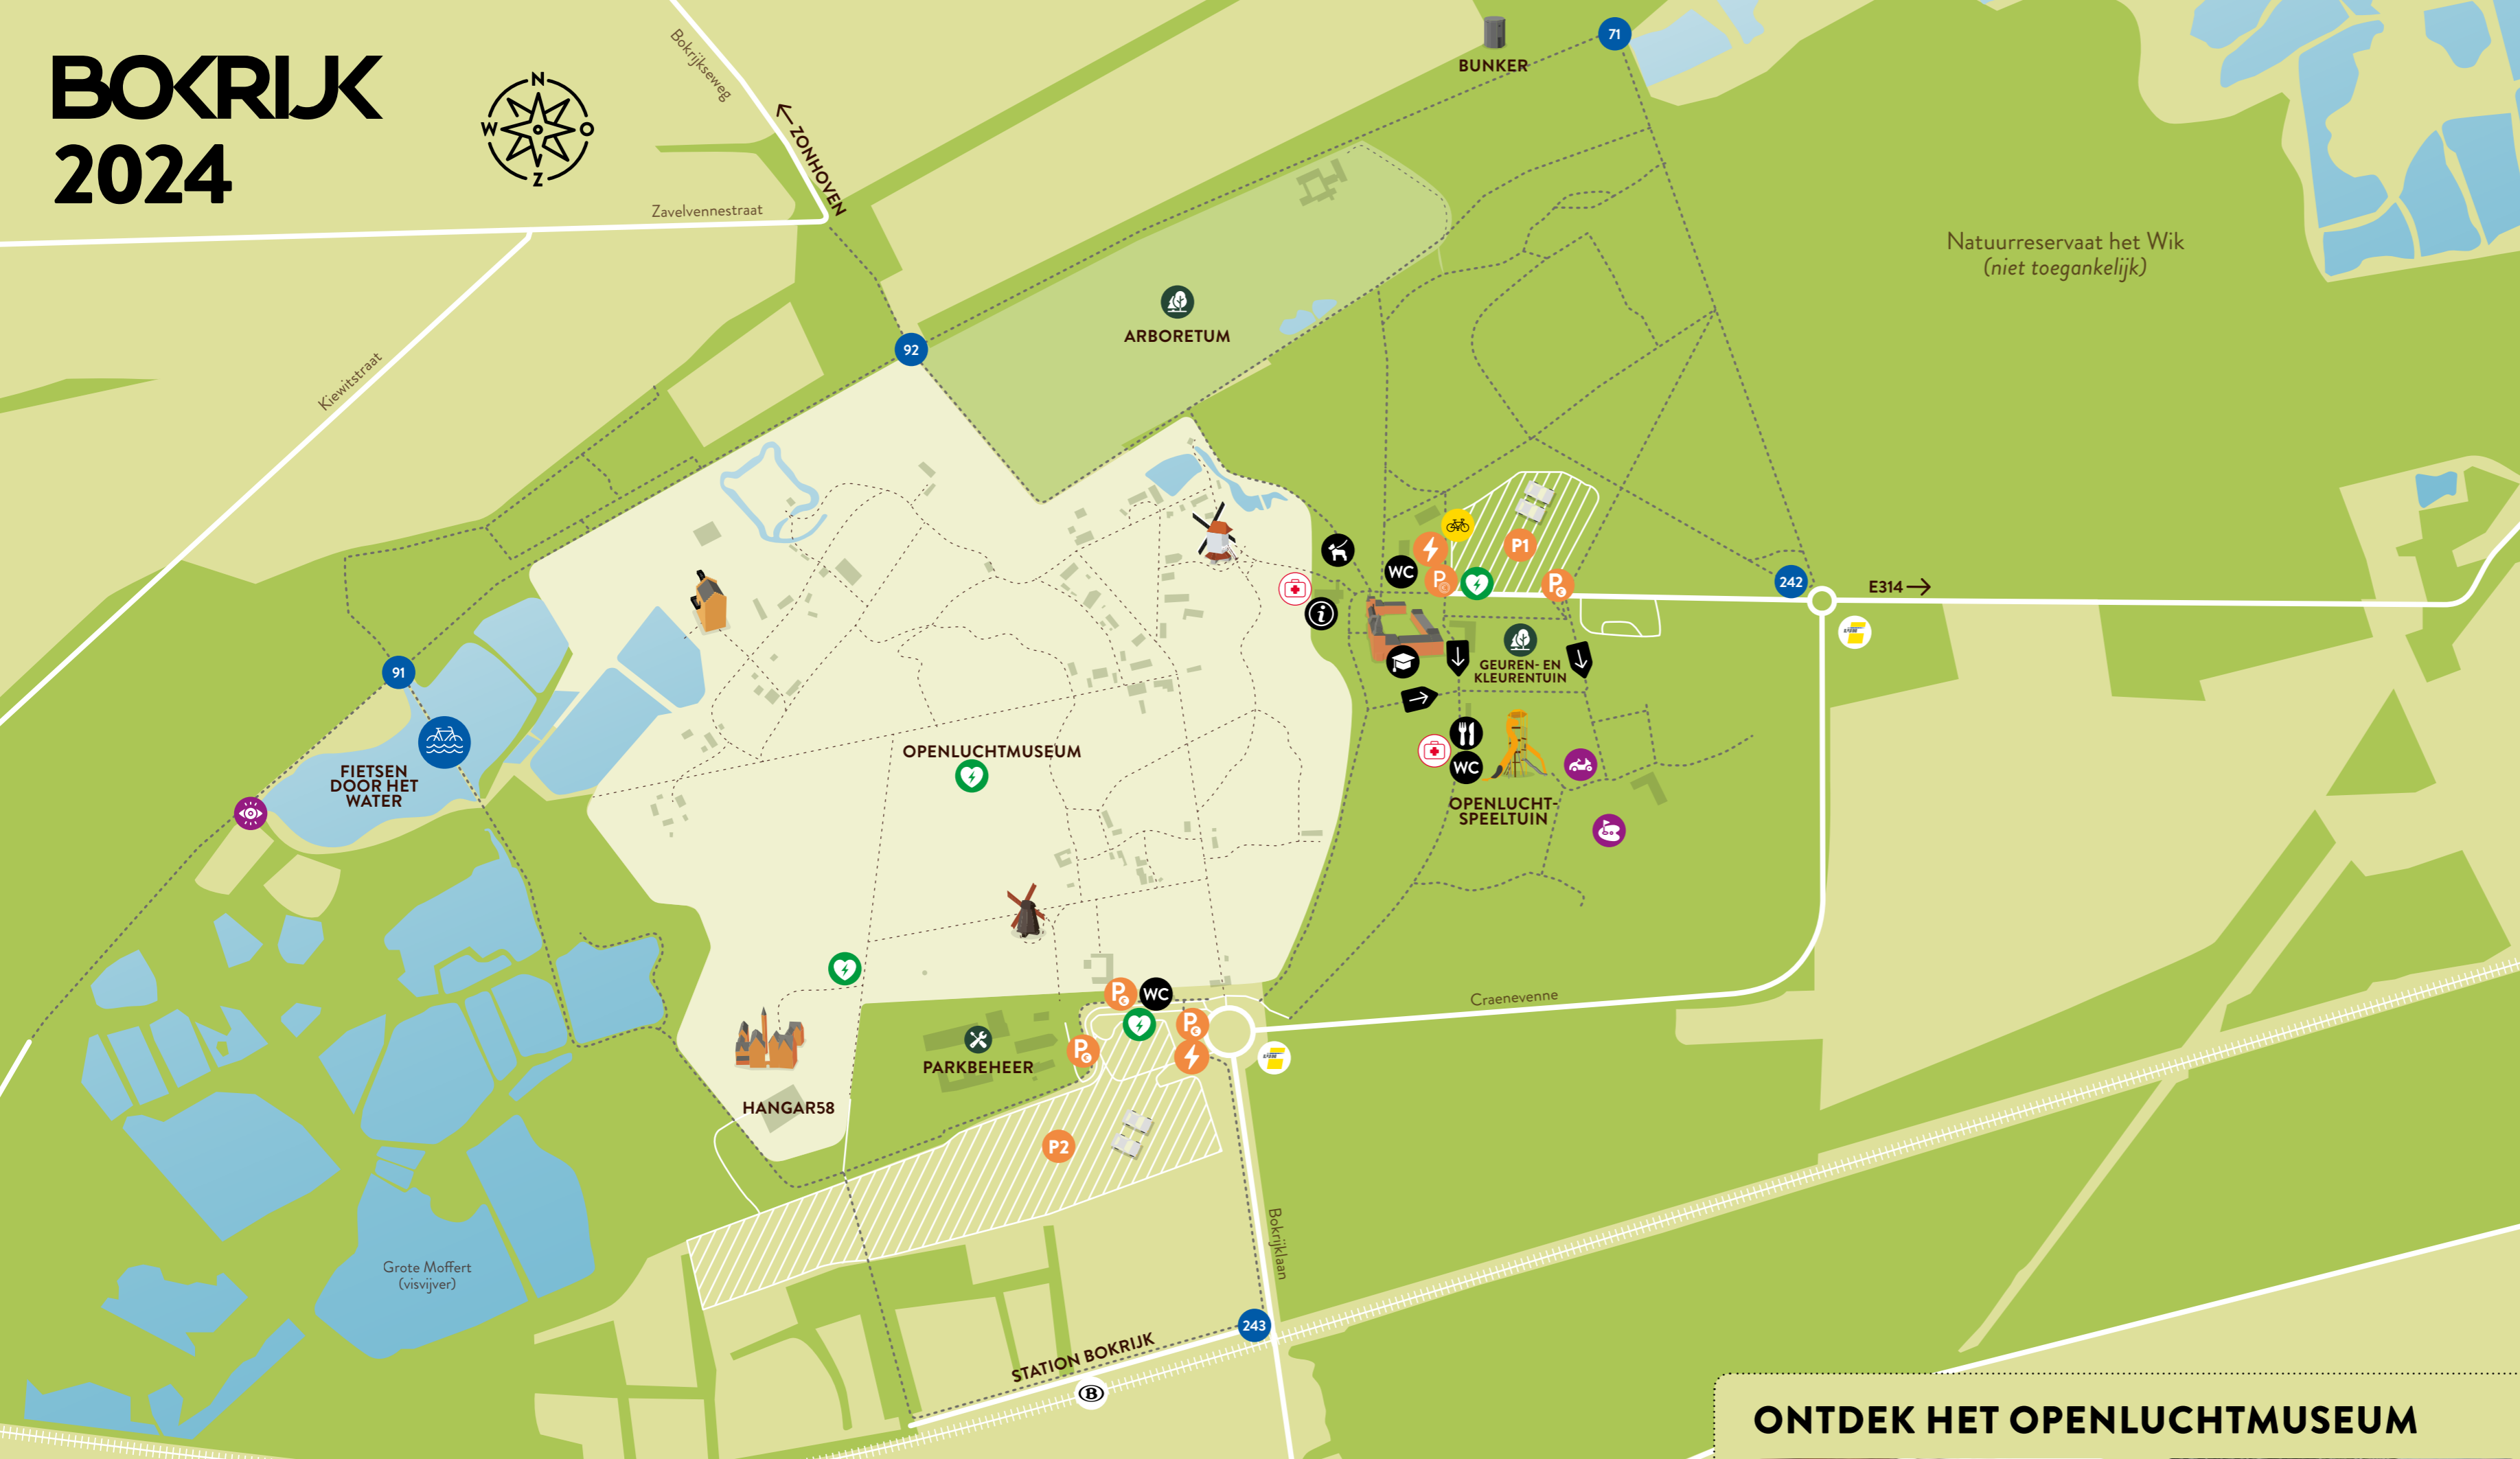 BOKRIJK
2024
N
W
O
Z
Bokrijkseweg
ZONHOVEN
Zavelvennestraat
Kiewitstraat
BUNKER
71
Natuurreservaat het Wik
(niet toegankelijk)
ARBORETUM
92
P1
WC
P€
P€
242
E314
91
GEUREN- EN
KLEURENTUIN
i
OPENLUCHTMUSEUM
FIETSEN
DOOR HET
WATER
WC
OPENLUCHT-
SPEELTUIN
P€
WC
Craenevenne
P€
P€
PARKBEHEER
HANGAR58
P2
Bokrijklaan
Grote Moffert
(visvijver)
243
STATION BOKRIJK
B
ONTDEK HET OPENLUCHTMUSEUM